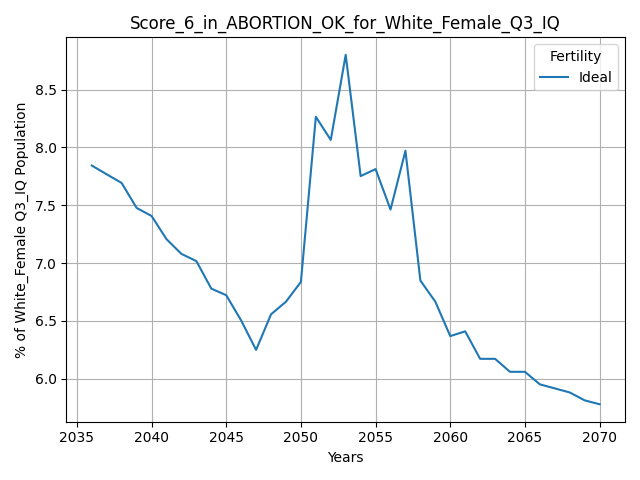 Score_6_in_ABORTION_OK_for_White_Female_Q3_IQ
Fertility
Ideal
% of White_Female Q3_IQ Population
8.5
8.0
7.5
7.0
6.5
6.0
2035 2040 2045 2050 2055 2060 2065 2070
Years